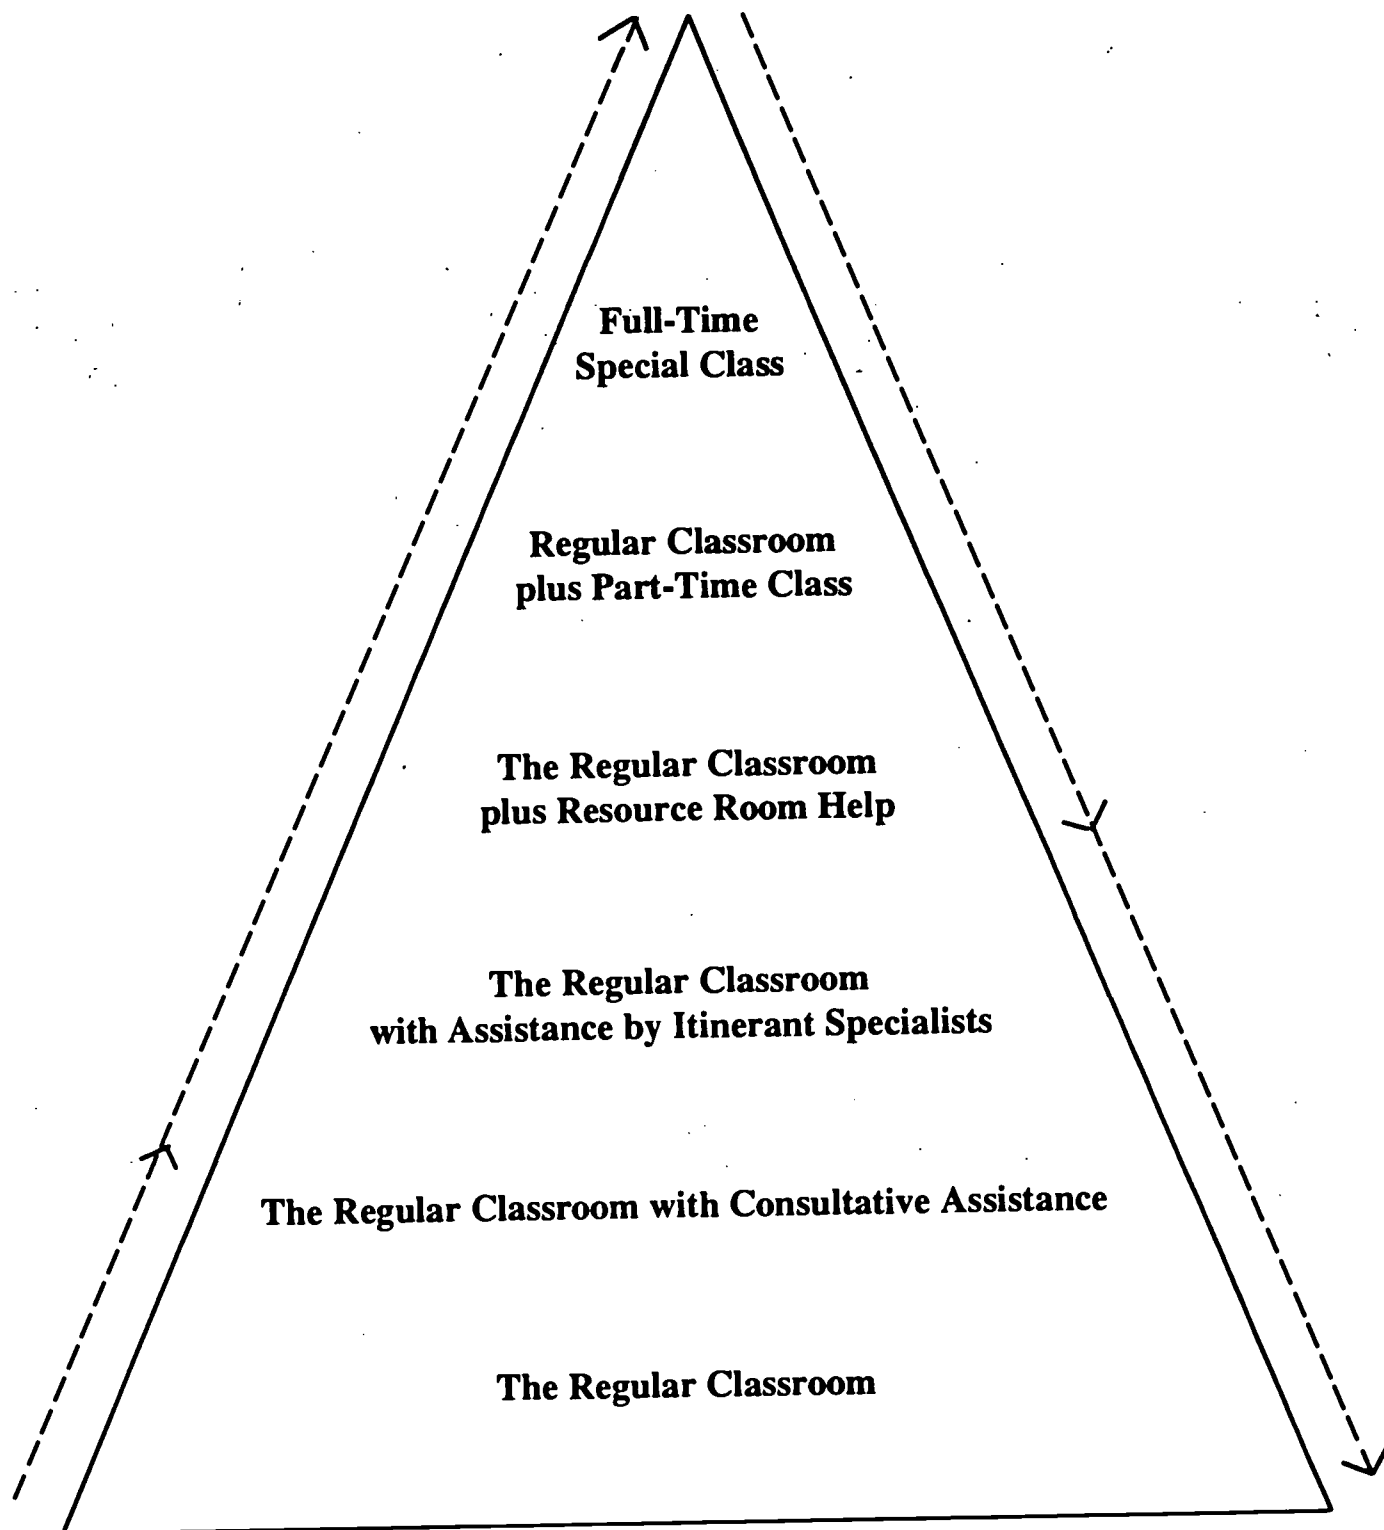 Full-Time
Special Class
Regular Classroom
plus Part-Time Class
The Regular Classroom
plus Resource Room Help
The Regular Classroom
with Assistance by Itinerant Specialists
The Regular Classroom with Consultative Assistance
The Regular Classroom